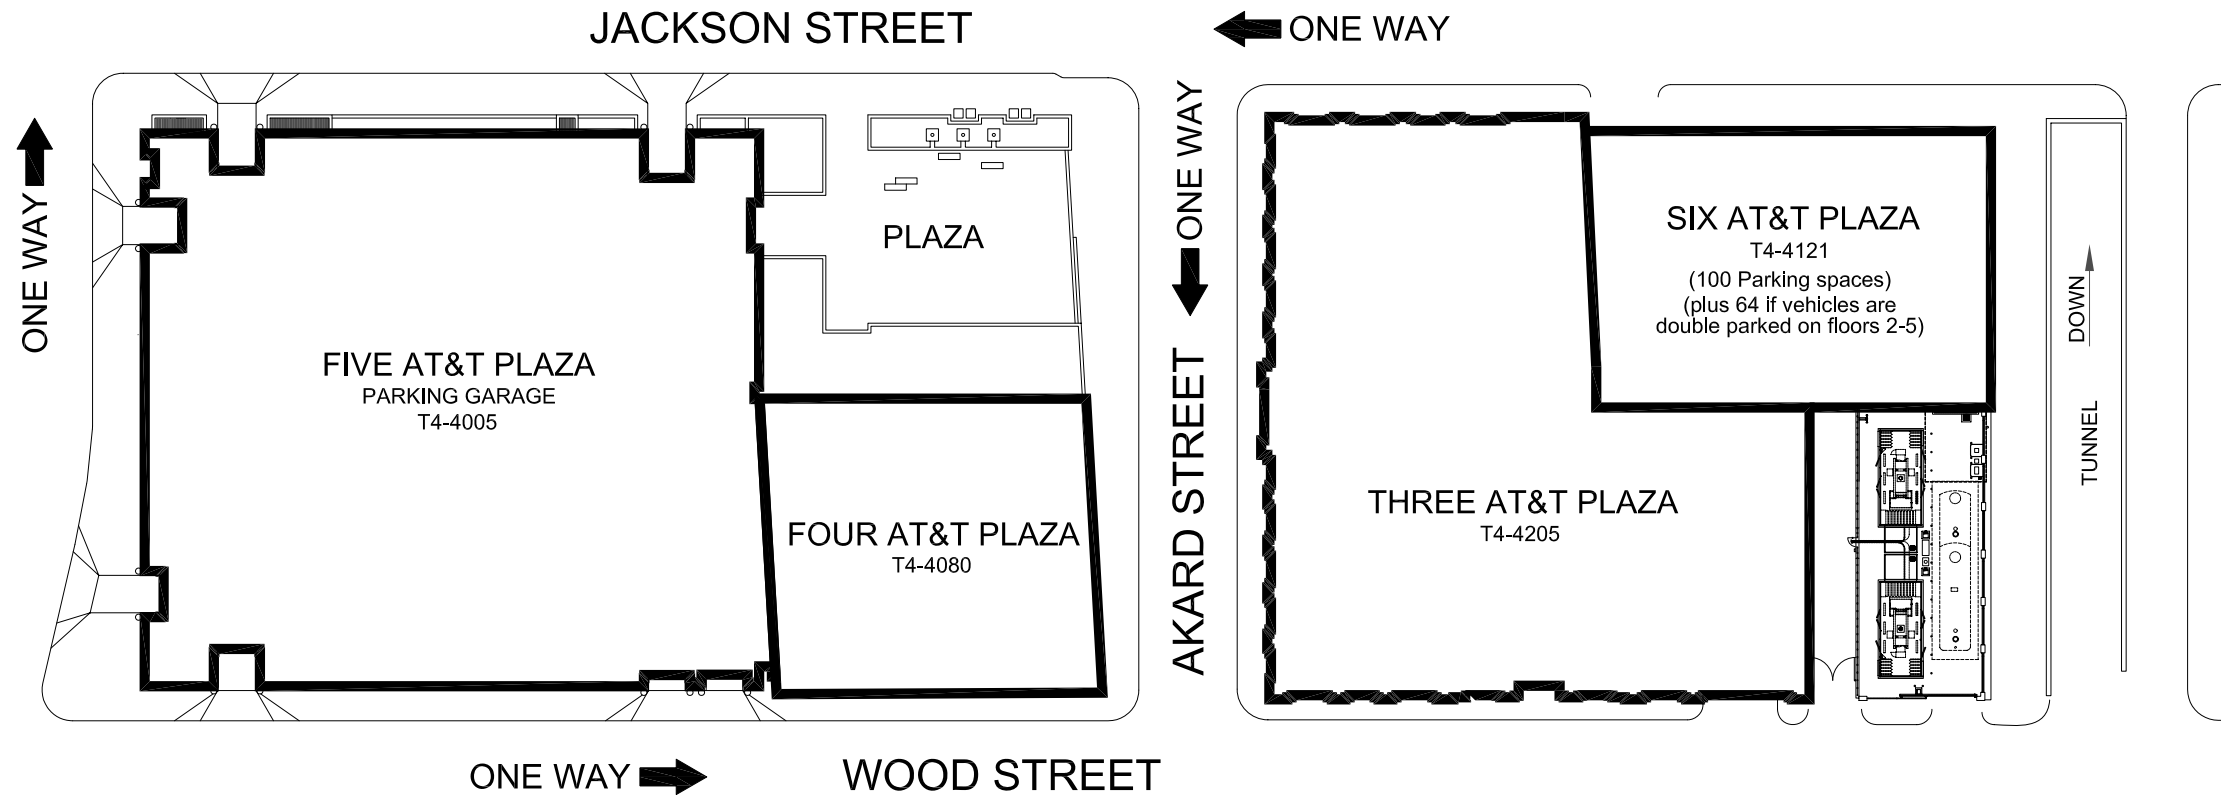 JACKSON STREET
ONE WAY
ONE WAY
ONE WAY
PLAZA
FIVE AT&T PLAZA
PARKING GARAGE
T4-4005
FOUR AT&T PLAZA
T4-4080
AKARD STREET
SIX AT&T PLAZA
T4-4121
(100 Parking spaces)
(plus 64 if vehicles are
double parked on floors 2-5)
THREE AT&T PLAZA
T4-4205
DOWN
TUNNEL
ONE WAY
WOOD STREET